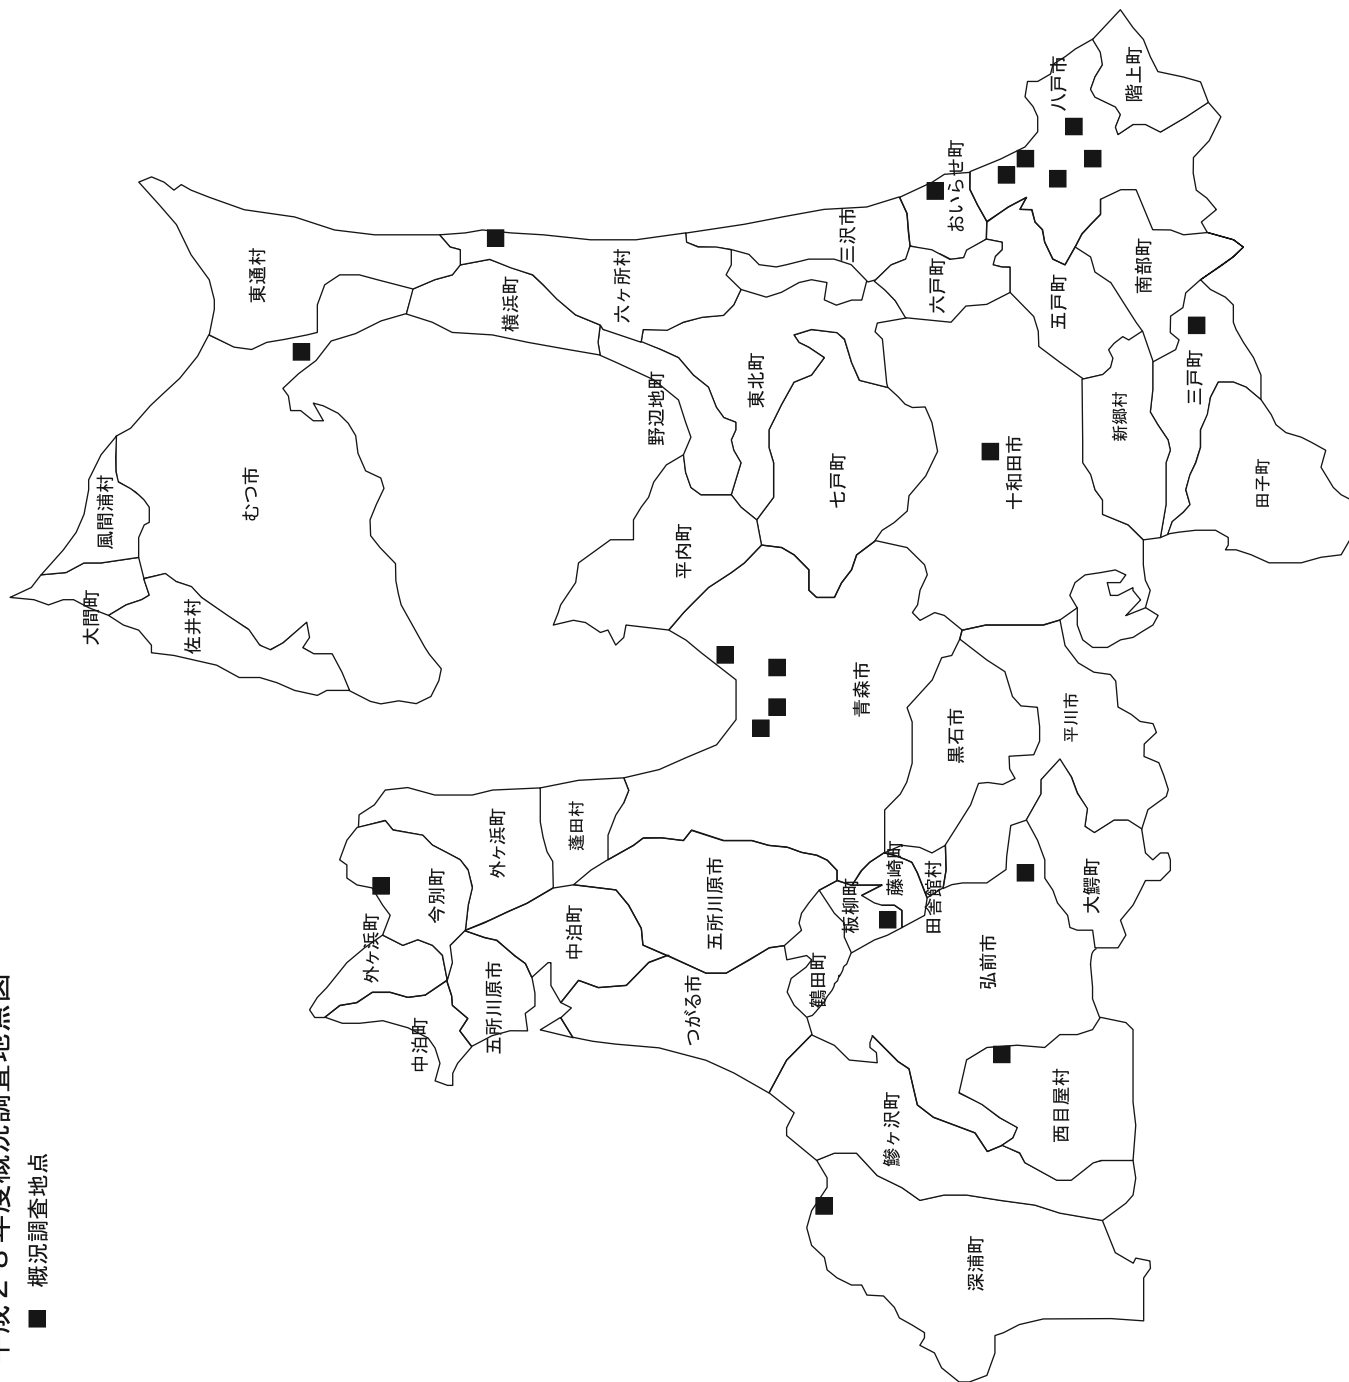 平成２８年度概況調査地点図
■ 概況調査地点
大間町
風間浦村
佐井村
むつ市
東通村
横浜町
六ヶ所村
野辺地町
東北町
平内町
七戸町
三沢市
おいらせ町
六戸町
十和田市
五戸町
八戸市
階上町
南部町
三戸町
新郷村
田子町
外ヶ浜町
今別町
外ヶ浜町
中泊町
五所川原市
中泊町
蓬田村
青森市
五所川原市
つがる市
鶴田町
板柳町
藤崎町
田舎館村
黒石市
平川市
大鰐町
弘前市
西目屋村
鰺ヶ沢町
深浦町